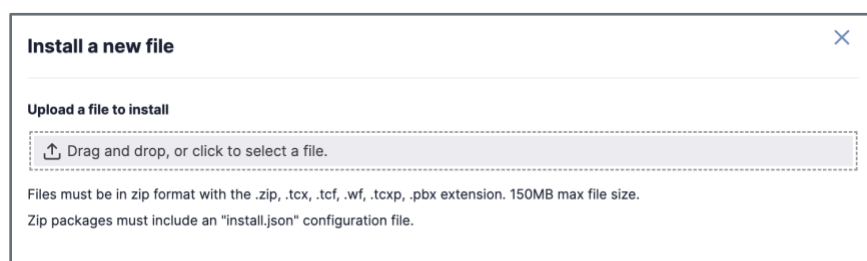 Install a new file
Upload a file to install
Drag and drop, or click to select a file.
Files must be in zip format with the .zip, .tcx, .tcf, .wf, .tcxp, .pbx extension. 150MB max file size.
Zip packages must include an "install.json" configuration file.